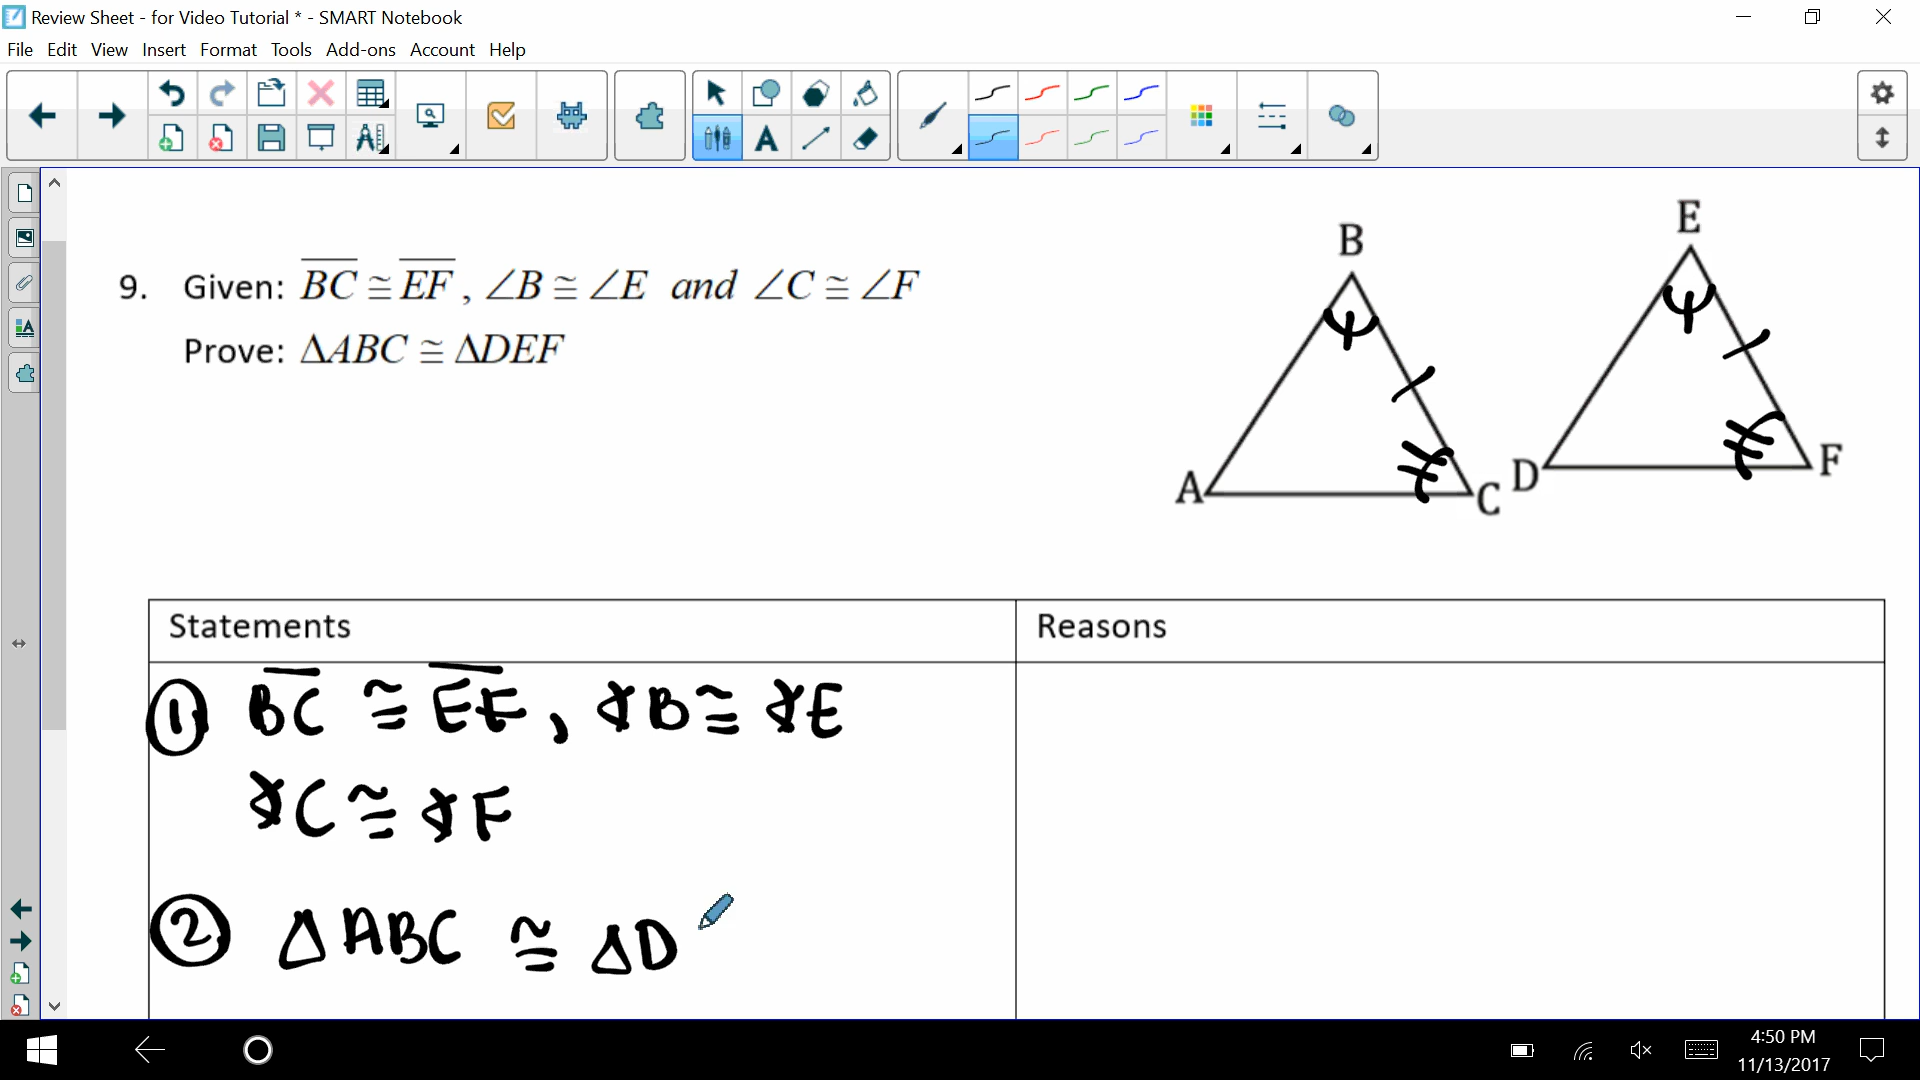 Review Sheet - for Video Tutorial * - SMART Notebook
File Edit View Insert Format Tools Add-ons Account Help
9. Given: BC ≅ EF, ∠B ≅ ∠E and ∠C ≅ ∠F
Prove: ΔABC ≅ ΔDEF
B
A
C
E
D
F
Statements
Reasons
① BC ≅ EF, ∢B ≅ ∢E
∢C ≅ ∢F
② Δ ABC ≅ ΔD
4:50 PM
11/13/2017